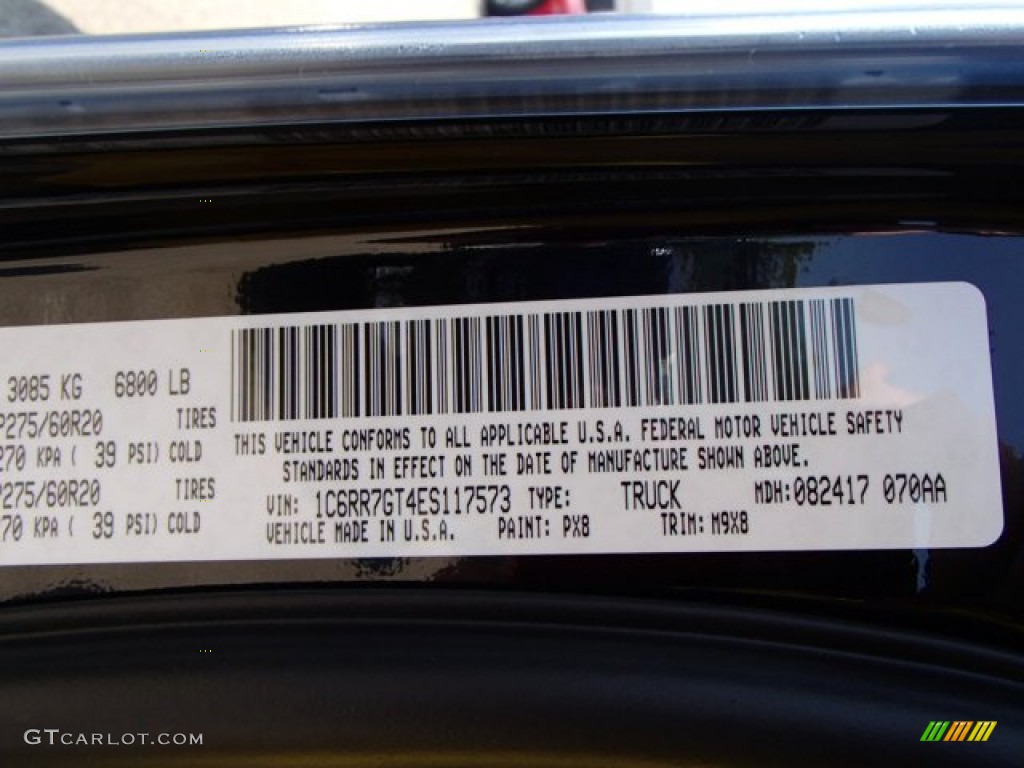 3085 KG 6800 LB
P275/60R20 TIRES
270 KPA ( 39 PSI) COLD
P275/60R20 TIRES
270 KPA ( 39 PSI) COLD
THIS VEHICLE CONFORMS TO ALL APPLICABLE U.S.A. FEDERAL MOTOR VEHICLE SAFETY
STANDARDS IN EFFECT ON THE DATE OF MANUFACTURE SHOWN ABOVE.
VIN: 1C6RR7GT4ES117573 TYPE: TRUCK MDH:082417 070AA
VEHICLE MADE IN U.S.A. PAINT: PX8 TRIM: M9X8
GTCARLOT.COM